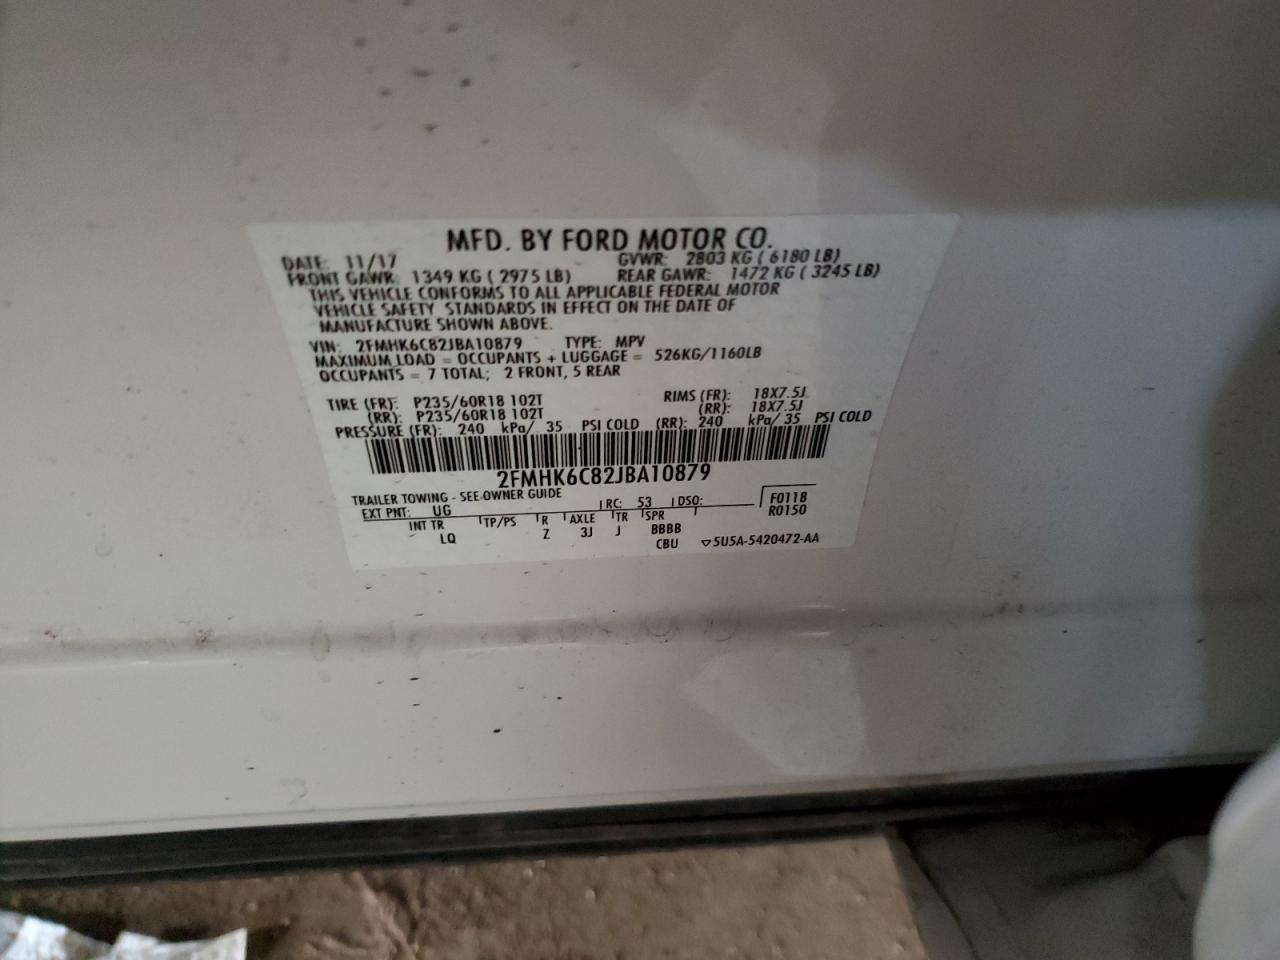 MFD. BY FORD MOTOR CO.
DATE: 11/17 GVWR: 2803 KG ( 6180 LB)
FRONT GAWR: 1349 KG ( 2975 LB) REAR GAWR: 1472 KG ( 3245 LB)
THIS VEHICLE CONFORMS TO ALL APPLICABLE FEDERAL MOTOR
VEHICLE SAFETY STANDARDS IN EFFECT ON THE DATE OF
MANUFACTURE SHOWN ABOVE.
VIN: 2FMHK6C82JBA10879 TYPE: MPV
MAXIMUM LOAD = OCCUPANTS + LUGGAGE = 526KG/1160LB
OCCUPANTS = 7 TOTAL; 2 FRONT, 5 REAR
TIRE (FR): P235/60R18 102T RIMS (FR): 18X7.5J
(RR): P235/60R18 102T (RR): 18X7.5J
PRESSURE (FR): 240 kPa/ 35 PSI COLD (RR): 240 kPa/ 35 PSI COLD
2FMHK6C82JBA10879
TRAILER TOWING - SEE OWNER GUIDE
EXT PNT: UG RC: 53 DSO: F0118
R0150
INT TR TP/PS R AXLE TR SPR
LQ Z 3J J BBBB
CBU ▽5U5A-5420472-AA